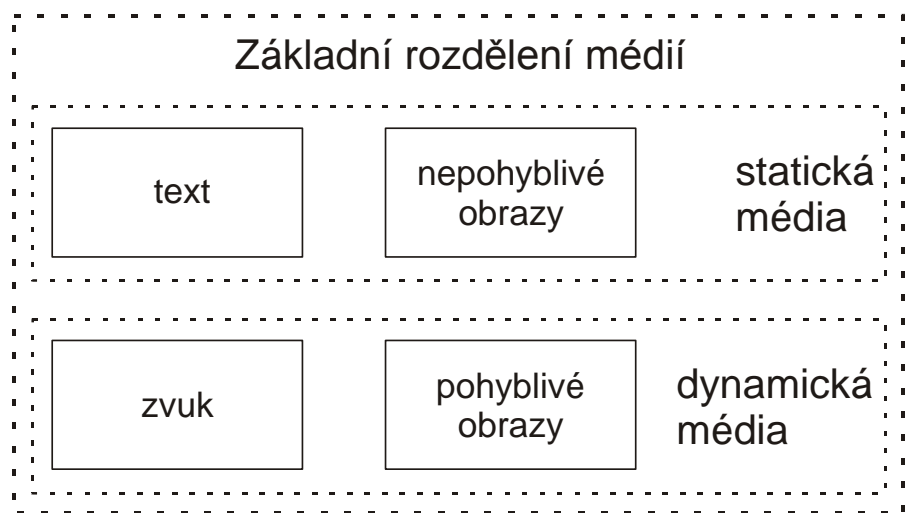 Základní rozdělení médií
text
nepohyblivé
obrazy
statická
média
zvuk
pohyblivé
obrazy
dynamická
média